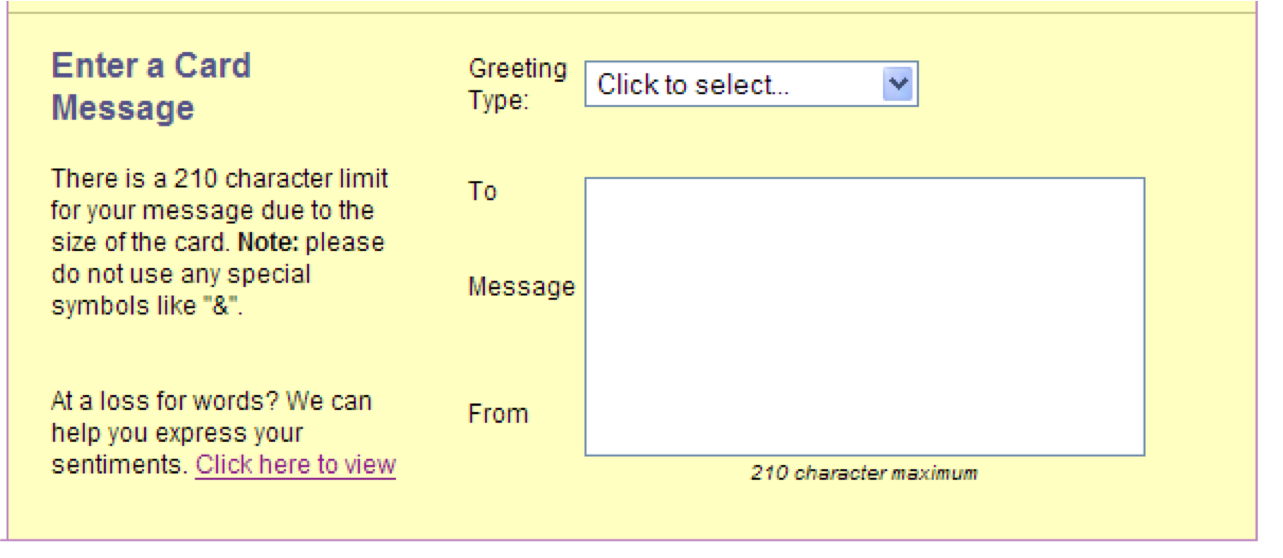 Enter a Card
Message
There is a 210 character limit
for your message due to the
size of the card. Note: please
do not use any special
symbols like "&".
At a loss for words? We can
help you express your
sentiments. Click here to view
Greeting
Type:
Click to select...
To
Message
From
210 character maximum